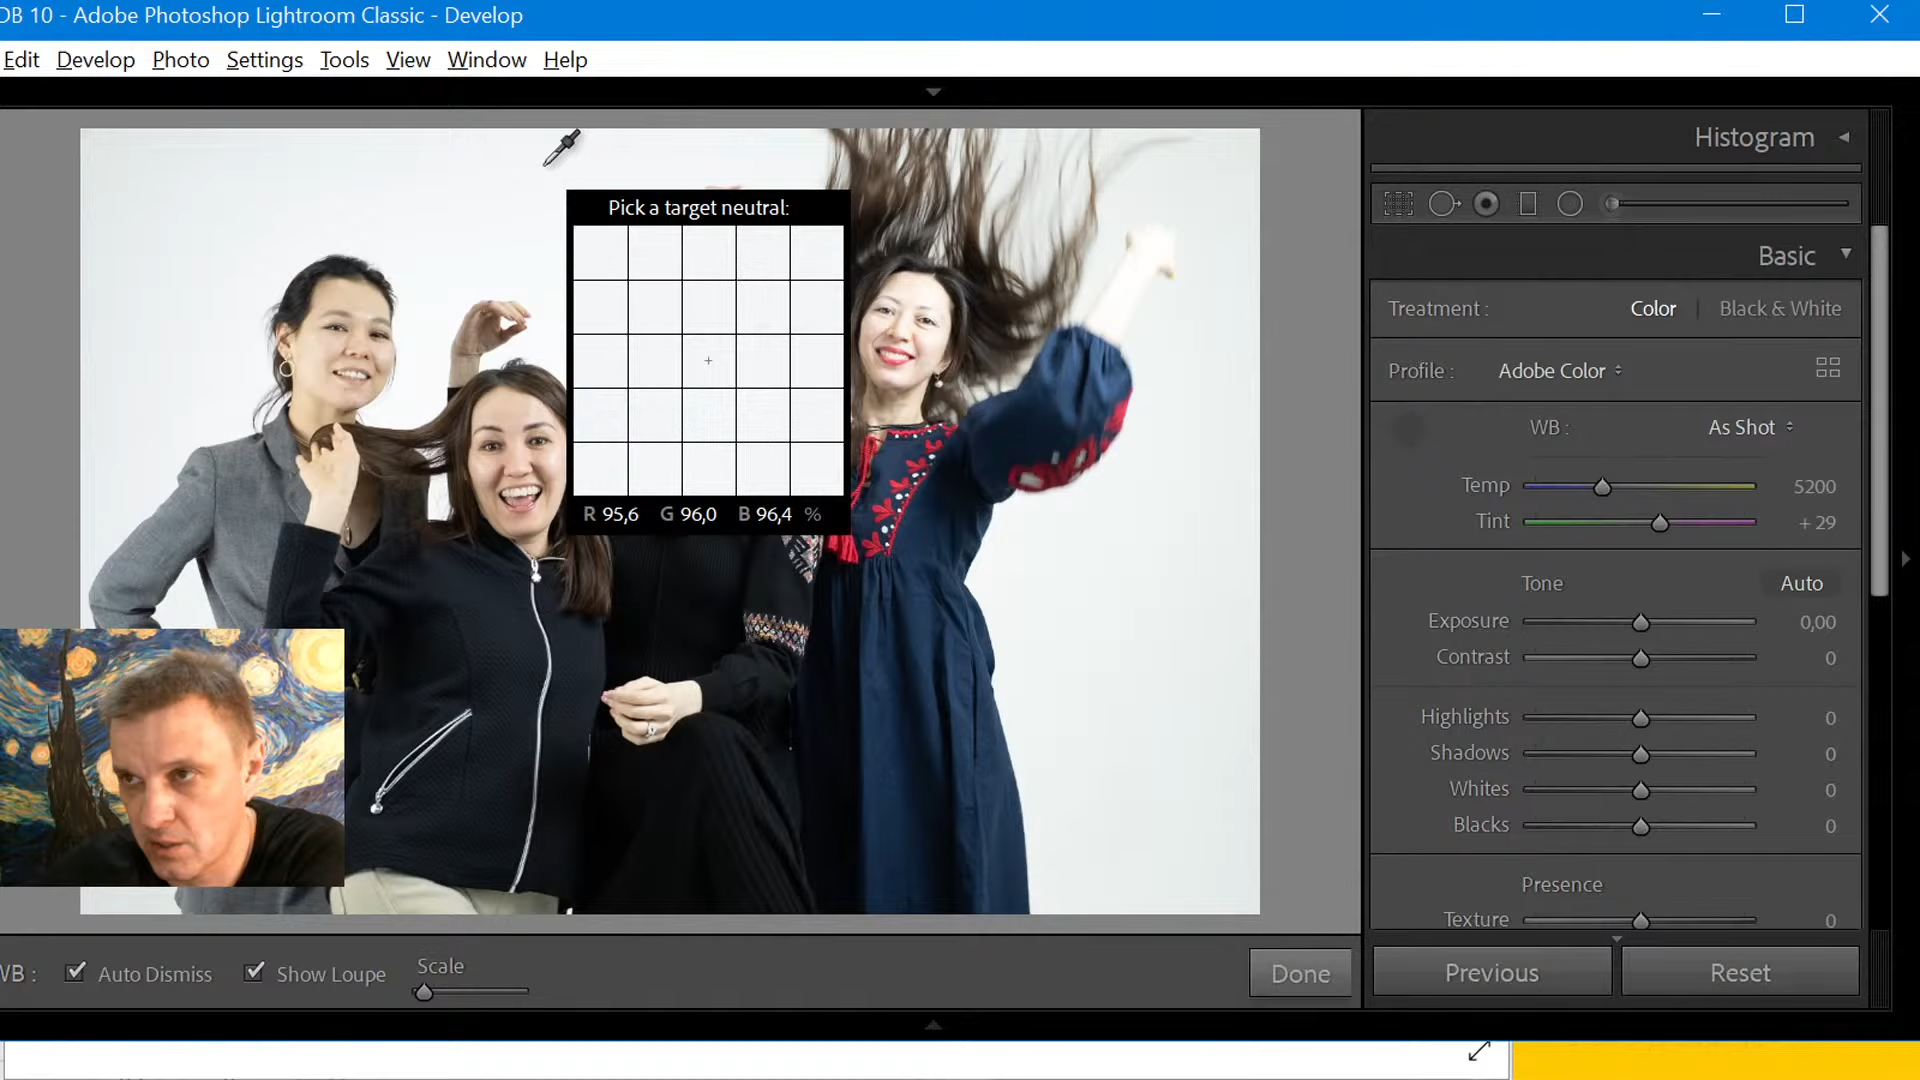 DB 10 - Adobe Photoshop Lightroom Classic - Develop
Edit Develop Photo Settings Tools View Window Help
Histogram
Pick a target neutral:
R 95,6 G 96,0 B 96,4 %
Basic
Treatment : Color | Black & White
Profile : Adobe Color
WB : As Shot
Temp 5200
Tint + 29
Tone Auto
Exposure 0,00
Contrast 0
Highlights 0
Shadows 0
Whites 0
Blacks 0
Presence
Texture 0
WB : Auto Dismiss Show Loupe Scale Done
Previous Reset